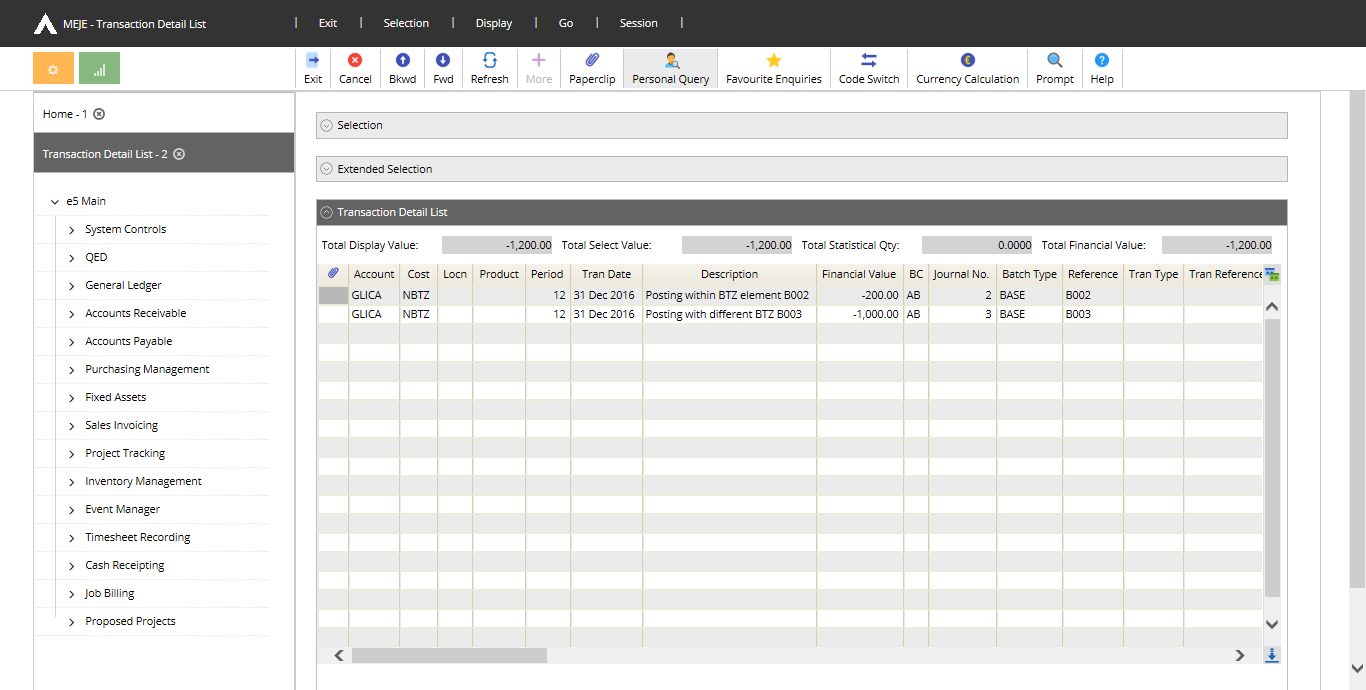 MEJE - Transaction Detail List | Exit | Selection | Display | Go | Session |
Exit Cancel Bkwd Fwd Refresh More Paperclip Personal Query Favourite Enquiries Code Switch Currency Calculation Prompt Help
Home - 1
Transaction Detail List - 2
e5 Main
System Controls
QED
General Ledger
Accounts Receivable
Accounts Payable
Purchasing Management
Fixed Assets
Sales Invoicing
Project Tracking
Inventory Management
Event Manager
Timesheet Recording
Cash Receipting
Job Billing
Proposed Projects
Selection
Extended Selection
Transaction Detail List
Total Display Value: -1,200.00 Total Select Value: -1,200.00 Total Statistical Qty: 0.0000 Total Financial Value: -1,200.00
Account Cost Locn Product Period Tran Date Description Financial Value BC Journal No. Batch Type Reference Tran Type Tran Reference
GLICA NBTZ 12 31 Dec 2016 Posting within BTZ element B002 -200.00 AB 2 BASE B002
GLICA NBTZ 12 31 Dec 2016 Posting with different BTZ B003 -1,000.00 AB 3 BASE B003